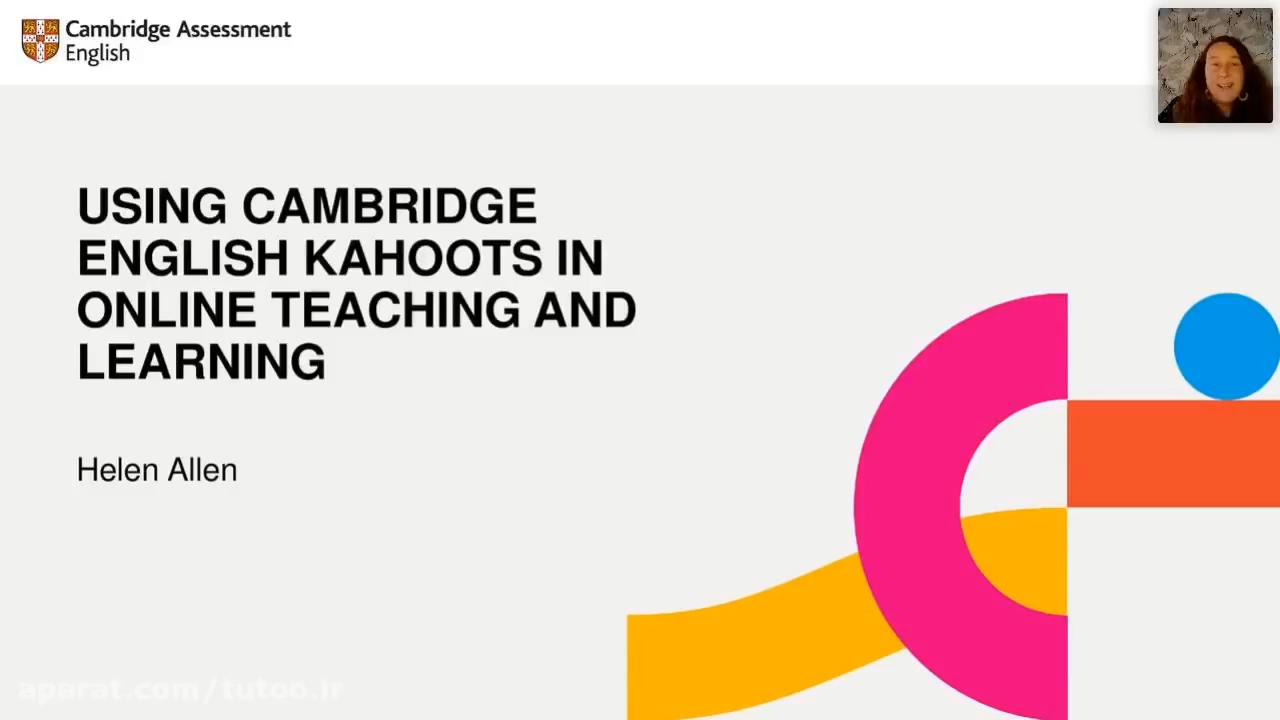 Cambridge Assessment
English
USING CAMBRIDGE
ENGLISH KAHOOTS IN
ONLINE TEACHING AND
LEARNING
Helen Allen
aparat.com/tutoo.ir